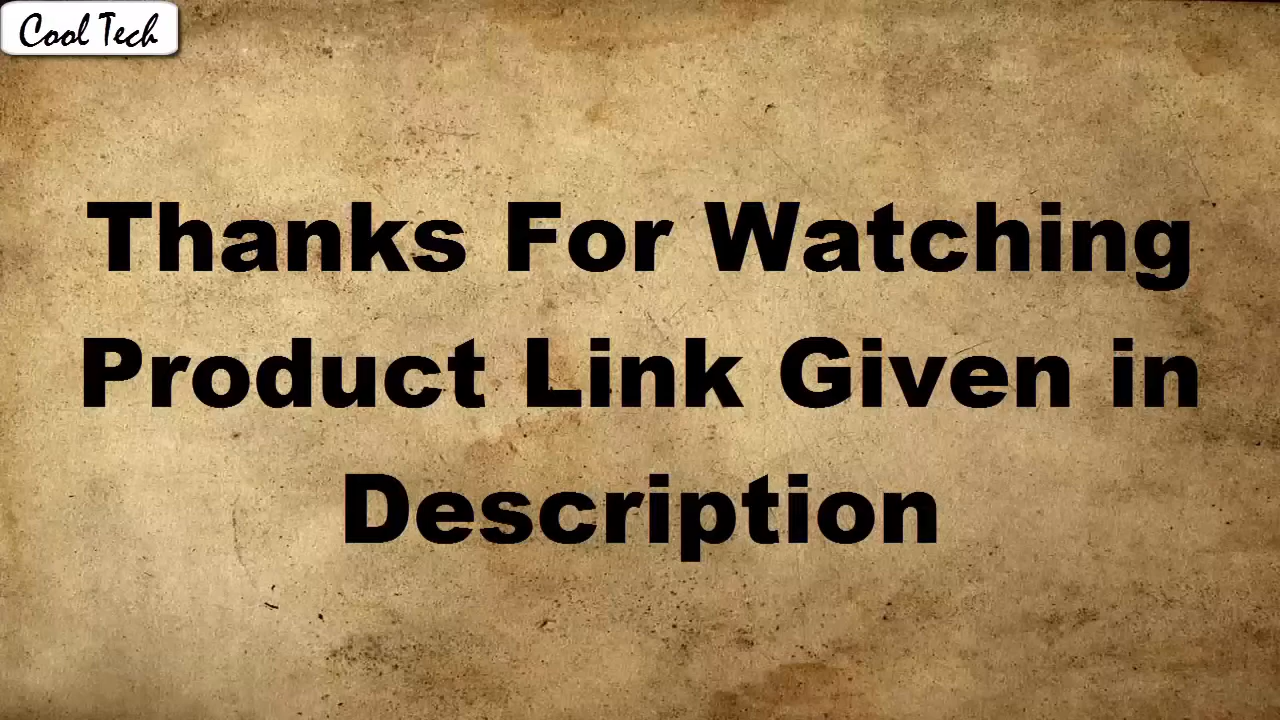 Cool Tech
Thanks For Watching
Product Link Given in
Description